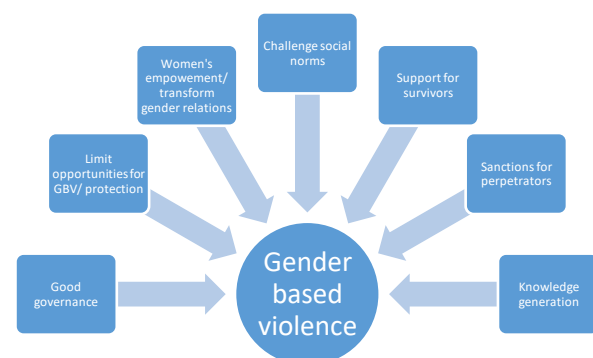 Challenge social
norms
Women's
empowement/
transform
gender relations
Support for
survivors
Limit
opportunities for
GBV/ protection
Sanctions for
perpetrators
Good
governance
Gender
based
violence
Knowledge
generation